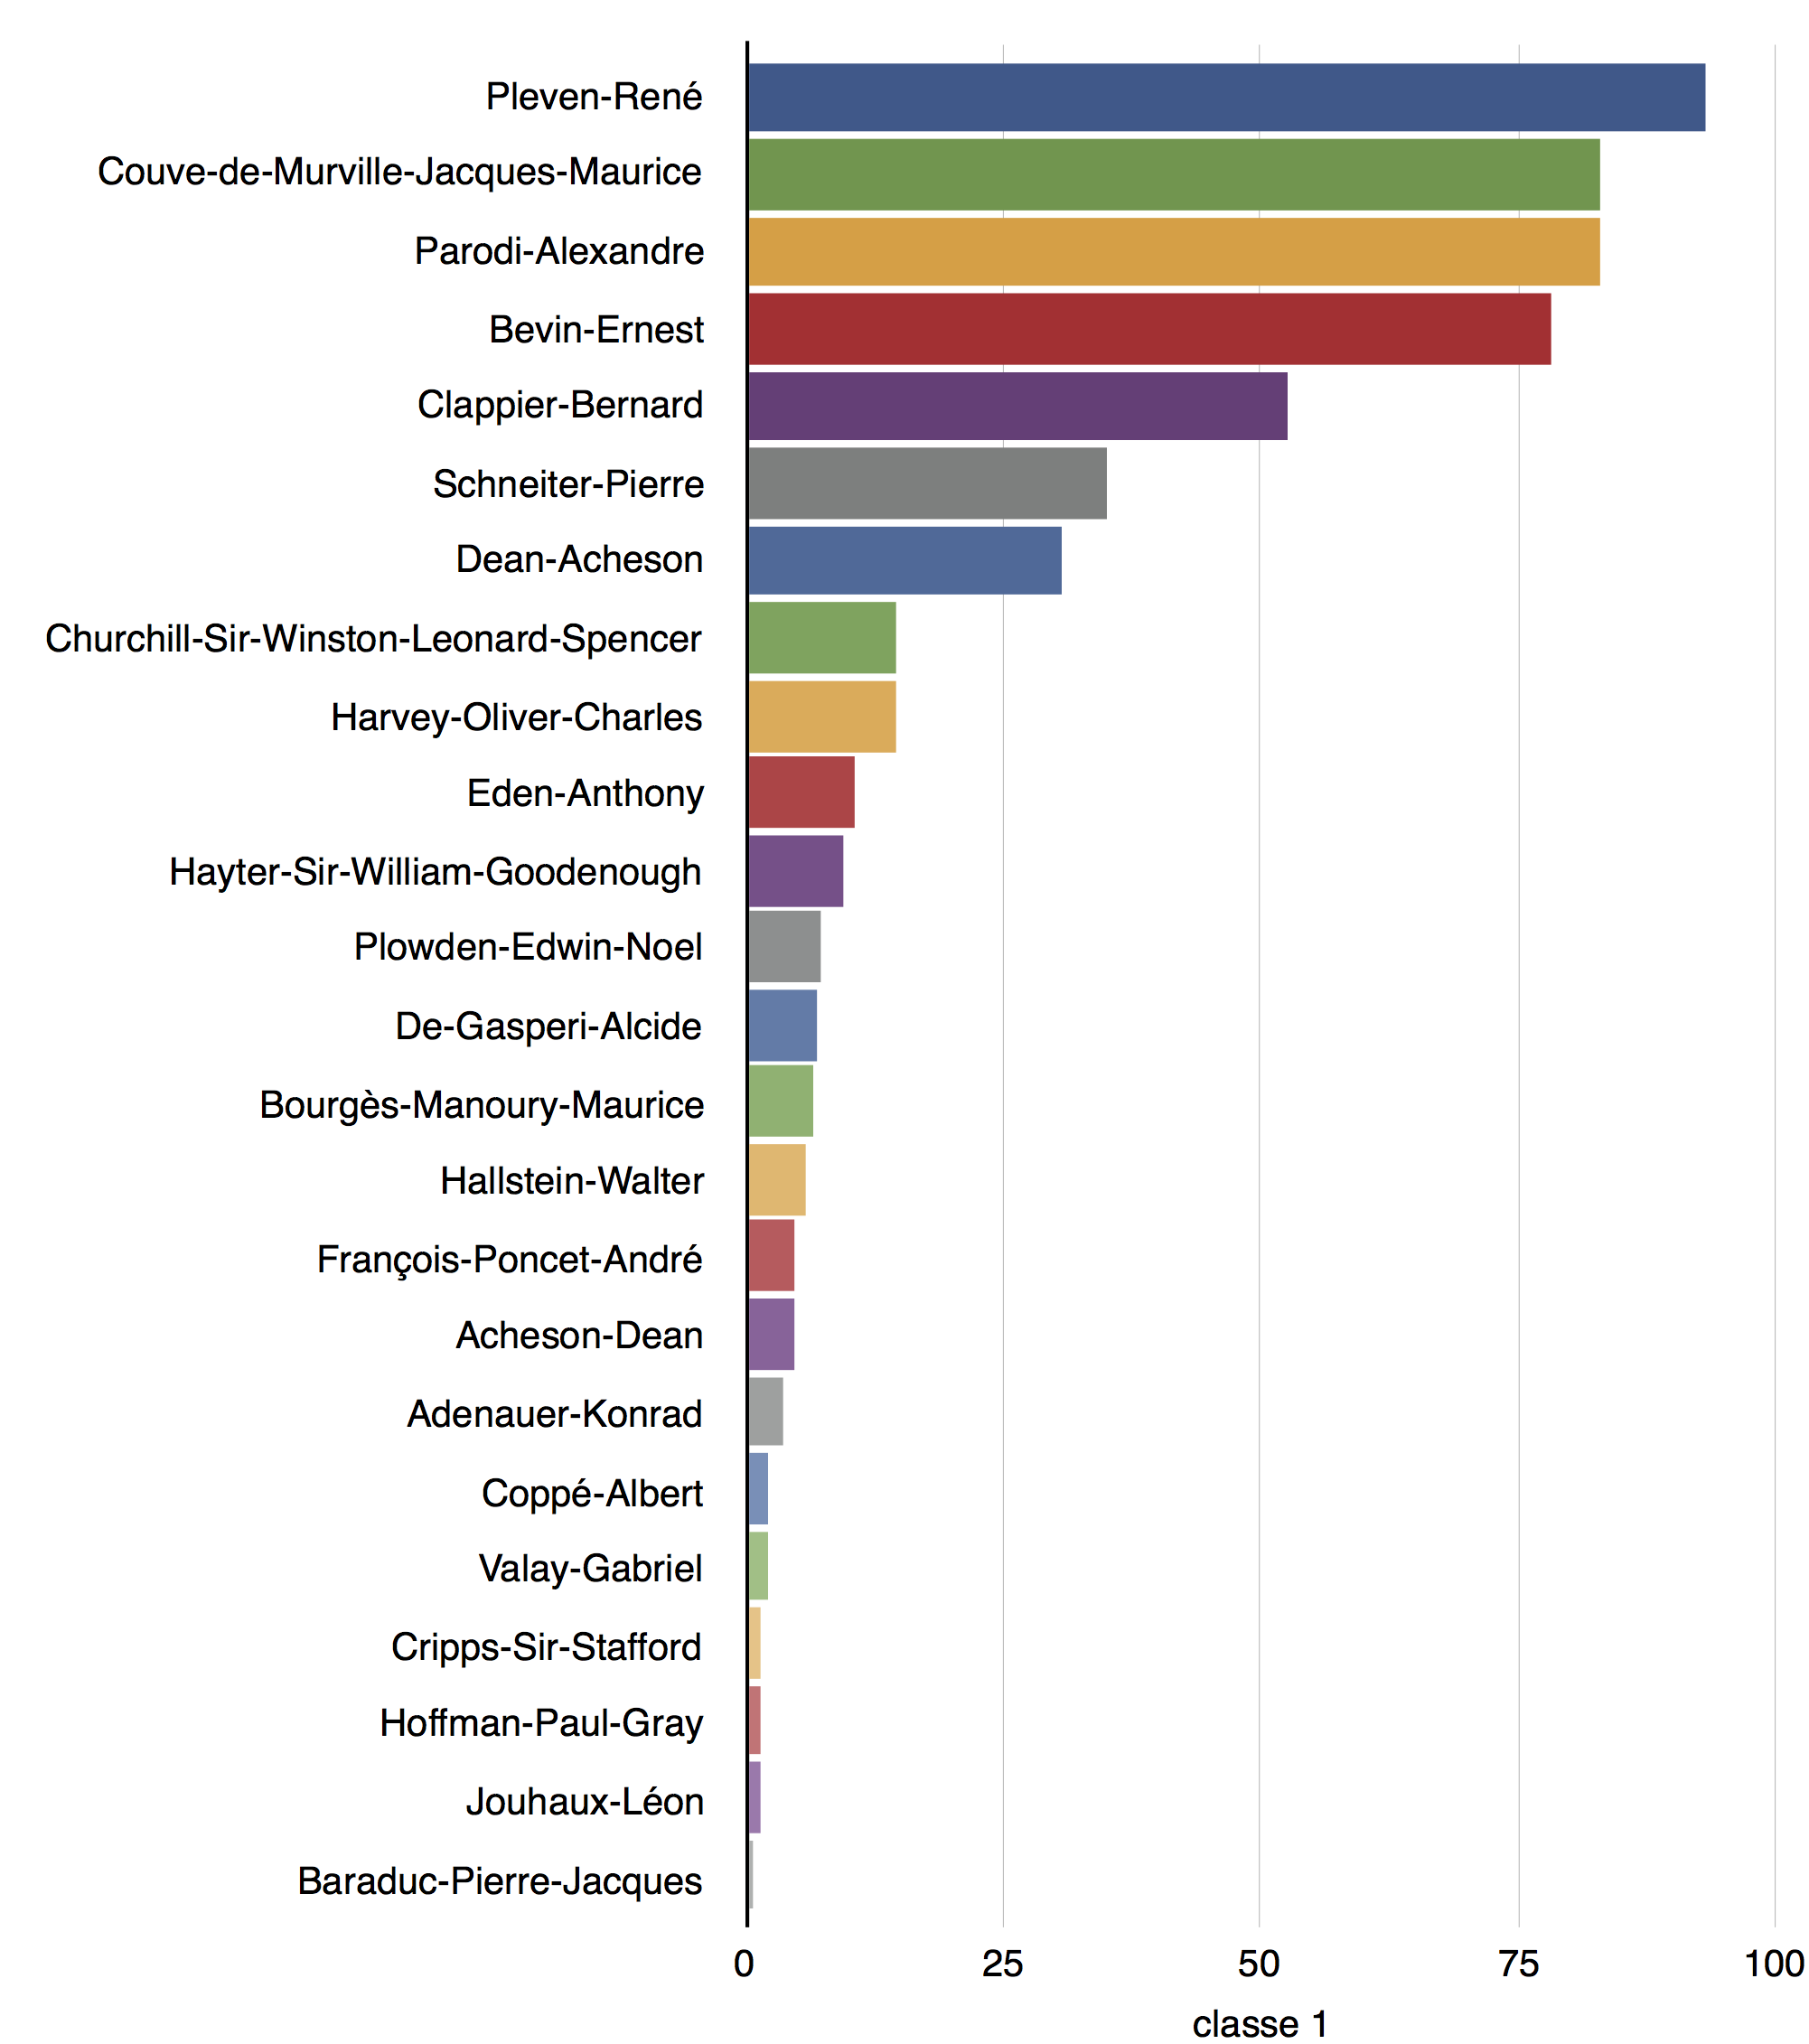 Pleven-René
Couve-de-Murville-Jacques-Maurice
Parodi-Alexandre
Bevin-Ernest
Clappier-Bernard
Schneiter-Pierre
Dean-Acheson
Churchill-Sir-Winston-Leonard-Spencer
Harvey-Oliver-Charles
Eden-Anthony
Hayter-Sir-William-Goodenough
Plowden-Edwin-Noel
De-Gasperi-Alcide
Bourgès-Manoury-Maurice
Hallstein-Walter
François-Poncet-André
Acheson-Dean
Adenauer-Konrad
Coppé-Albert
Valay-Gabriel
Cripps-Sir-Stafford
Hoffman-Paul-Gray
Jouhaux-Léon
Baraduc-Pierre-Jacques
0 25 50 75 100
classe 1